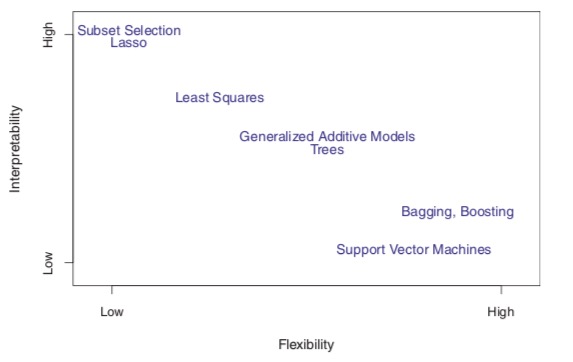 High
Subset Selection
Lasso
Least Squares
Generalized Additive Models
Trees
Bagging, Boosting
Support Vector Machines
Interpretability
Low
Low
High
Flexibility